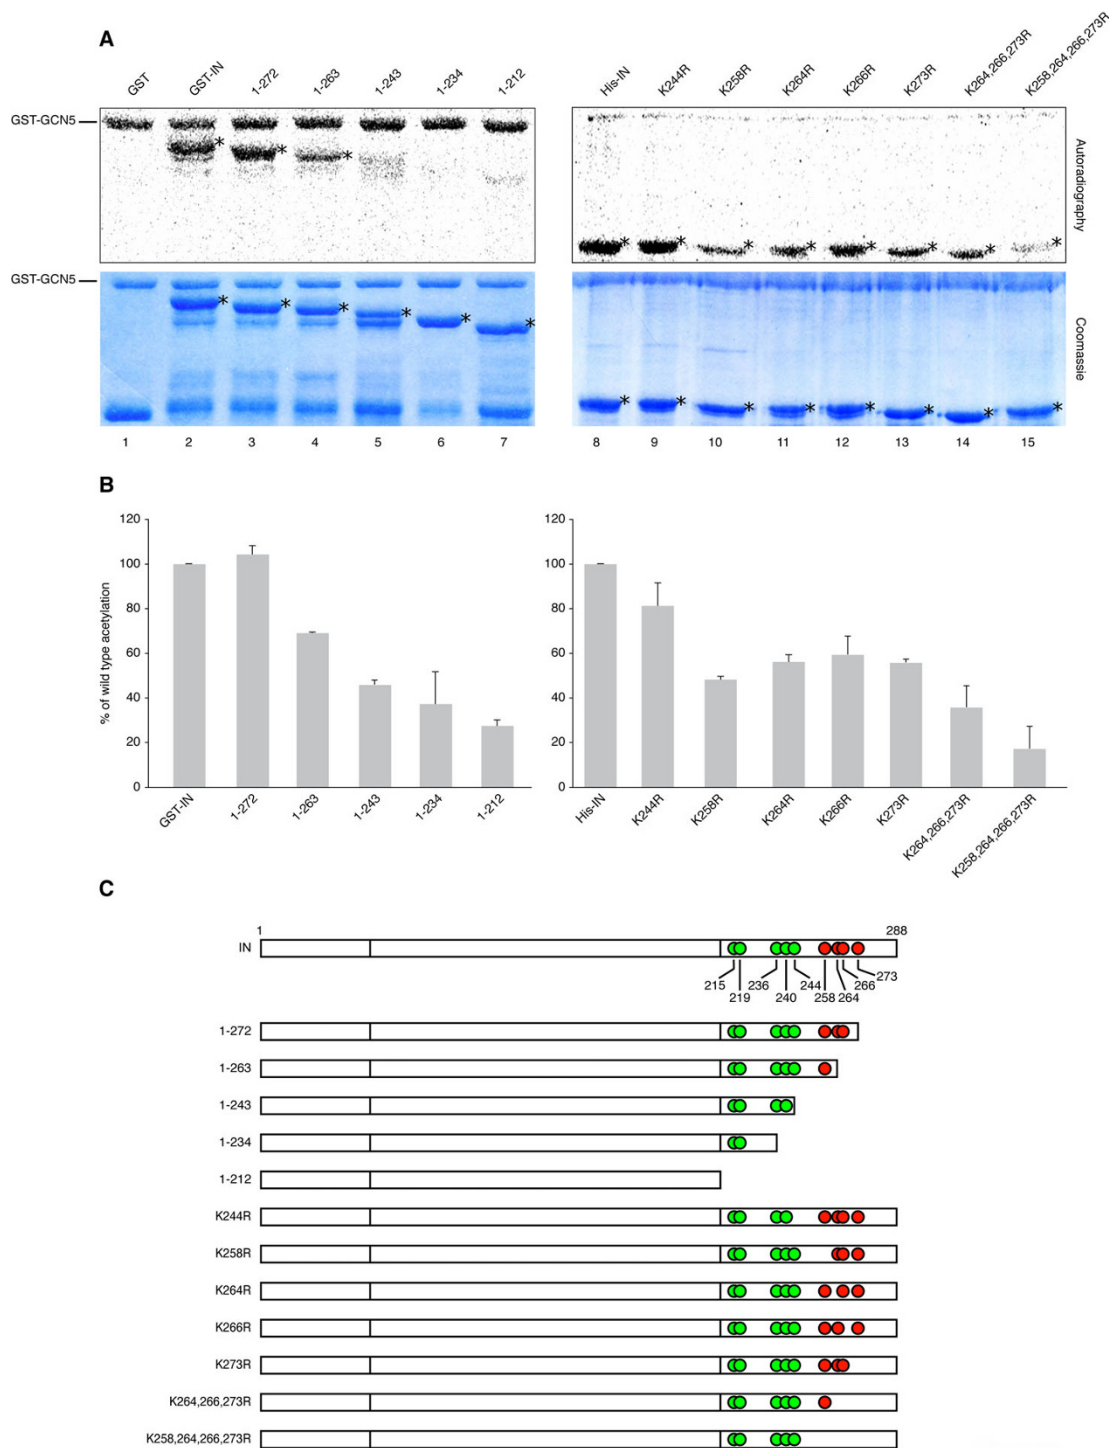 A
GST GST-IN 1-272 1-263 1-243 1-234 1-212 His-IN K244R K258R K264R K266R K273R K264,266,273R K258,264,266,273R
GST-GCN5 * * * * * * * * * * *
Autoradiography
GST-GCN5 * * * * * * * * * * * * * *
Coomassie
1 2 3 4 5 6 7 8 9 10 11 12 13 14 15
B
% of wild type acetylation
120 120
100 100
80 80
60 60
40 40
20 20
0 0
GST-IN 1-272 1-263 1-243 1-234 1-212 His-IN K244R K258R K264R K266R K273R K264,266,273R K258,264,266,273R
C
1 288
IN
215 236 244 258 266 273
219 240 264
1-272
1-263
1-243
1-234
1-212
K244R
K258R
K264R
K266R
K273R
K264,266,273R
K258,264,266,273R